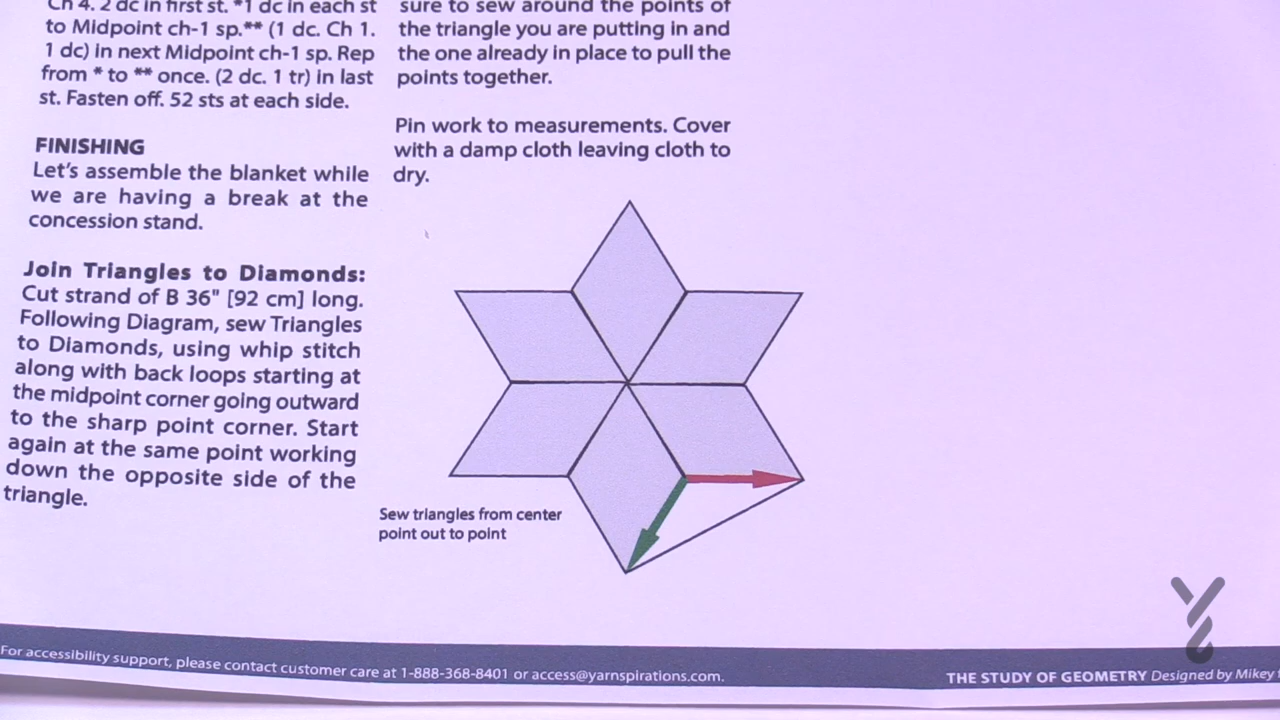 Ch 4. 2 dc in first st. *1 dc in each st
to Midpoint ch-1 sp.** (1 dc. Ch 1.
1 dc) in next Midpoint ch-1 sp. Rep
from * to ** once. (2 dc. 1 tr) in last
st. Fasten off. 52 sts at each side.
FINISHING
Let's assemble the blanket while
we are having a break at the
concession stand.
Join Triangles to Diamonds:
Cut strand of B 36" [92 cm] long.
Following Diagram, sew Triangles
to Diamonds, using whip stitch
along with back loops starting at
the midpoint corner going outward
to the sharp point corner. Start
again at the same point working
down the opposite side of the
triangle.
sure to sew around the points of
the triangle you are putting in and
the one already in place to pull the
points together.
Pin work to measurements. Cover
with a damp cloth leaving cloth to
dry.
Sew triangles from center
point out to point
For accessibility support, please contact customer care at 1-888-368-8401 or access@yarnspirations.com.
THE STUDY OF GEOMETRY Designed by Mikey